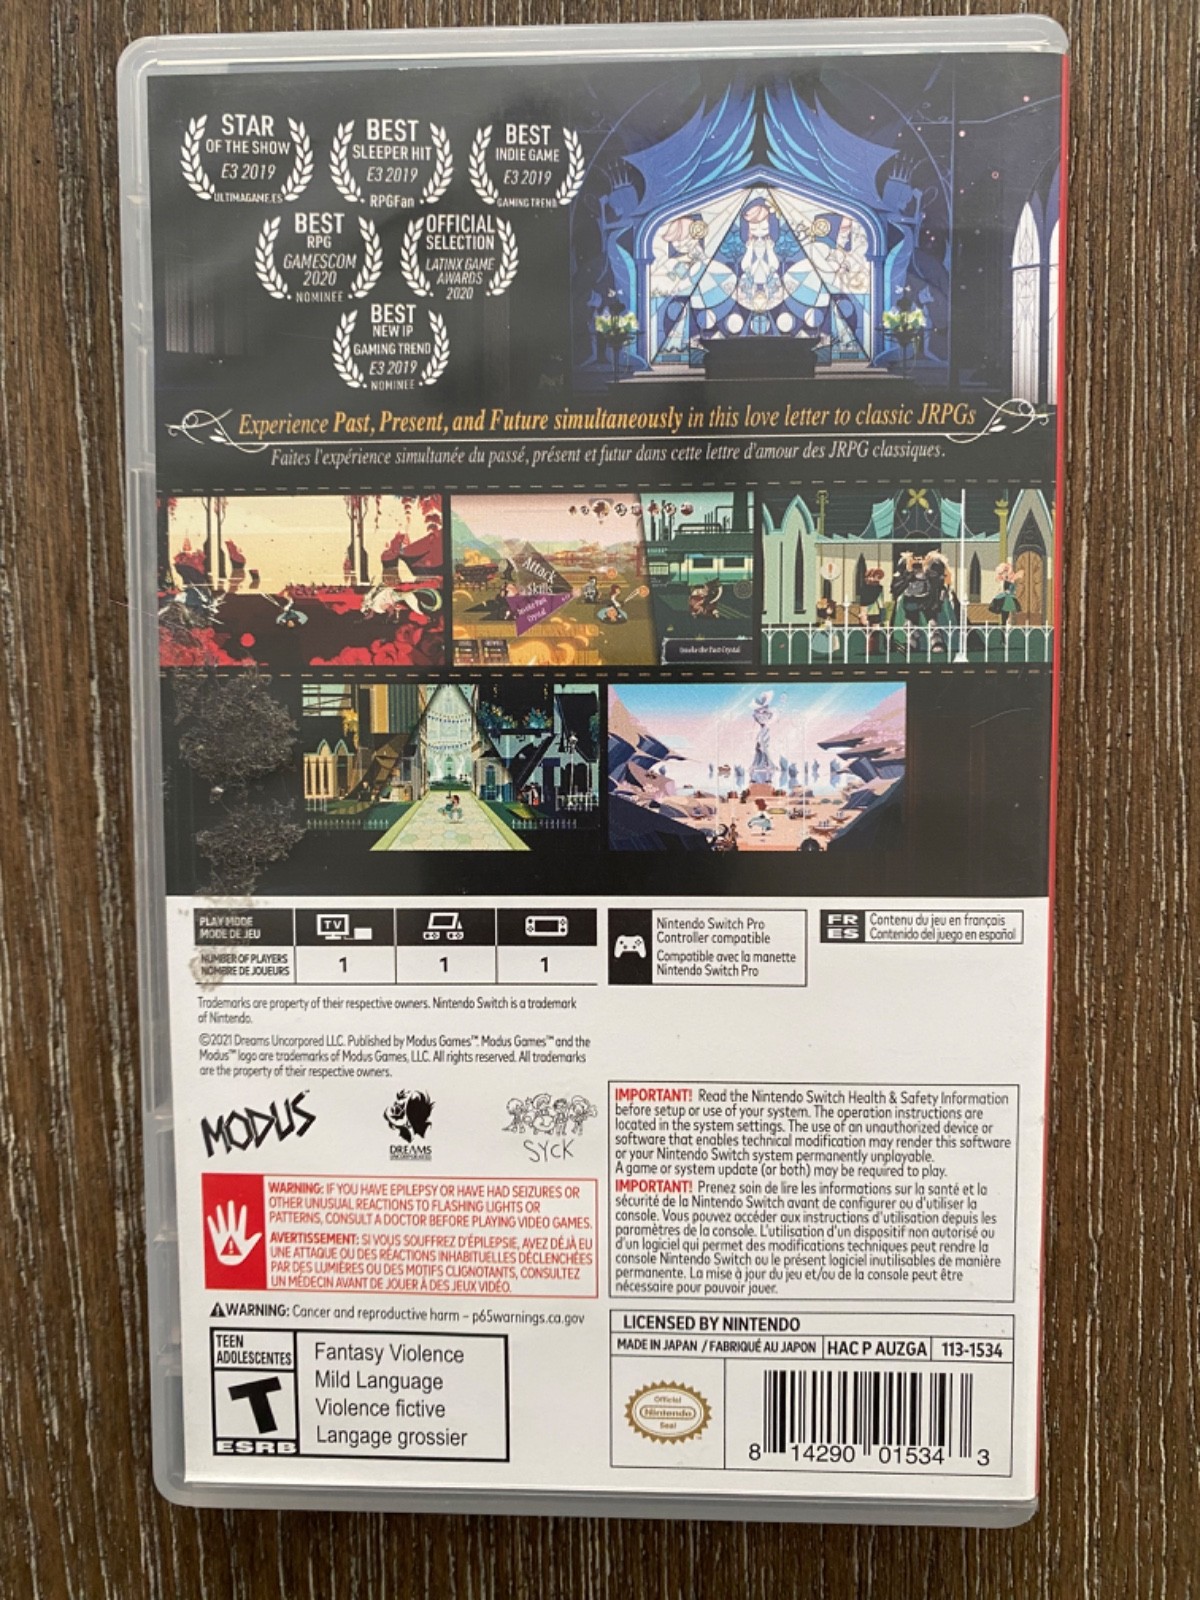 STAR
OF THE SHOW
E3 2019
ULTIMAGAME.ES
BEST
SLEEPER HIT
E3 2019
RPGFan
BEST
INDIE GAME
E3 2019
GAMING TREND
BEST
RPG
GAMESCOM
2020
NOMINEE
OFFICIAL
SELECTION
LATINX GAME
AWARDS
2020
BEST
NEW IP
GAMING TREND
E3 2019
NOMINEE
Experience Past, Present, and Future simultaneously in this love letter to classic JRPGs
Faites l'expérience simultanée du passé, présent et futur dans cette lettre d'amour des JRPG classiques.
Attack
Skills
Invoke Past
Crystal
Invoke the Past Crystal
PLAY MODE
MODE DE JEU
TV
NUMBER OF PLAYERS
NOMBRE DE JOUEURS
1
1
1
Nintendo Switch Pro
Controller compatible
Compatible avec la manette
Nintendo Switch Pro
FR Contenu du jeu en français
ES Contenido del juego en español
Trademarks are property of their respective owners. Nintendo Switch is a trademark
of Nintendo.
©2021 Dreams Uncorpored LLC. Published by Modus Games™. Modus Games™ and the
Modus™ logo are trademarks of Modus Games, LLC. All rights reserved. All trademarks
are the property of their respective owners.
MODUS™
DREAMS
UNCORPORATED
SYCK
WARNING: IF YOU HAVE EPILEPSY OR HAVE HAD SEIZURES OR
OTHER UNUSUAL REACTIONS TO FLASHING LIGHTS OR
PATTERNS, CONSULT A DOCTOR BEFORE PLAYING VIDEO GAMES.
AVERTISSEMENT: SI VOUS SOUFFREZ D'ÉPILEPSIE, AVEZ DÉJÀ EU
UNE ATTAQUE OU DES RÉACTIONS INHABITUELLES DÉCLENCHÉES
PAR DES LUMIÈRES OU DES MOTIFS CLIGNOTANTS, CONSULTEZ
UN MÉDECIN AVANT DE JOUER À DES JEUX VIDÉO.
IMPORTANT! Read the Nintendo Switch Health & Safety Information
before setup or use of your system. The operation instructions are
located in the system settings. The use of an unauthorized device or
software that enables technical modification may render this software
or your Nintendo Switch system permanently unplayable.
A game or system update (or both) may be required to play.
IMPORTANT! Prenez soin de lire les informations sur la santé et la
sécurité de la Nintendo Switch avant de configurer ou d'utiliser la
console. Vous pouvez accéder aux instructions d'utilisation depuis les
paramètres de la console. L'utilisation d'un dispositif non autorisé ou
d'un logiciel qui permet des modifications techniques peut rendre la
console Nintendo Switch ou le présent logiciel inutilisables de manière
permanente. La mise à jour du jeu et/ou de la console peut être
nécessaire pour pouvoir jouer.
⚠WARNING: Cancer and reproductive harm – p65warnings.ca.gov
TEEN
ADOLESCENTES
T
ESRB
Fantasy Violence
Mild Language
Violence fictive
Langage grossier
LICENSED BY NINTENDO
MADE IN JAPAN / FABRIQUÉ AU JAPON HAC P AUZGA 113-1534
Official
Nintendo
Seal
8 14290 01534 3